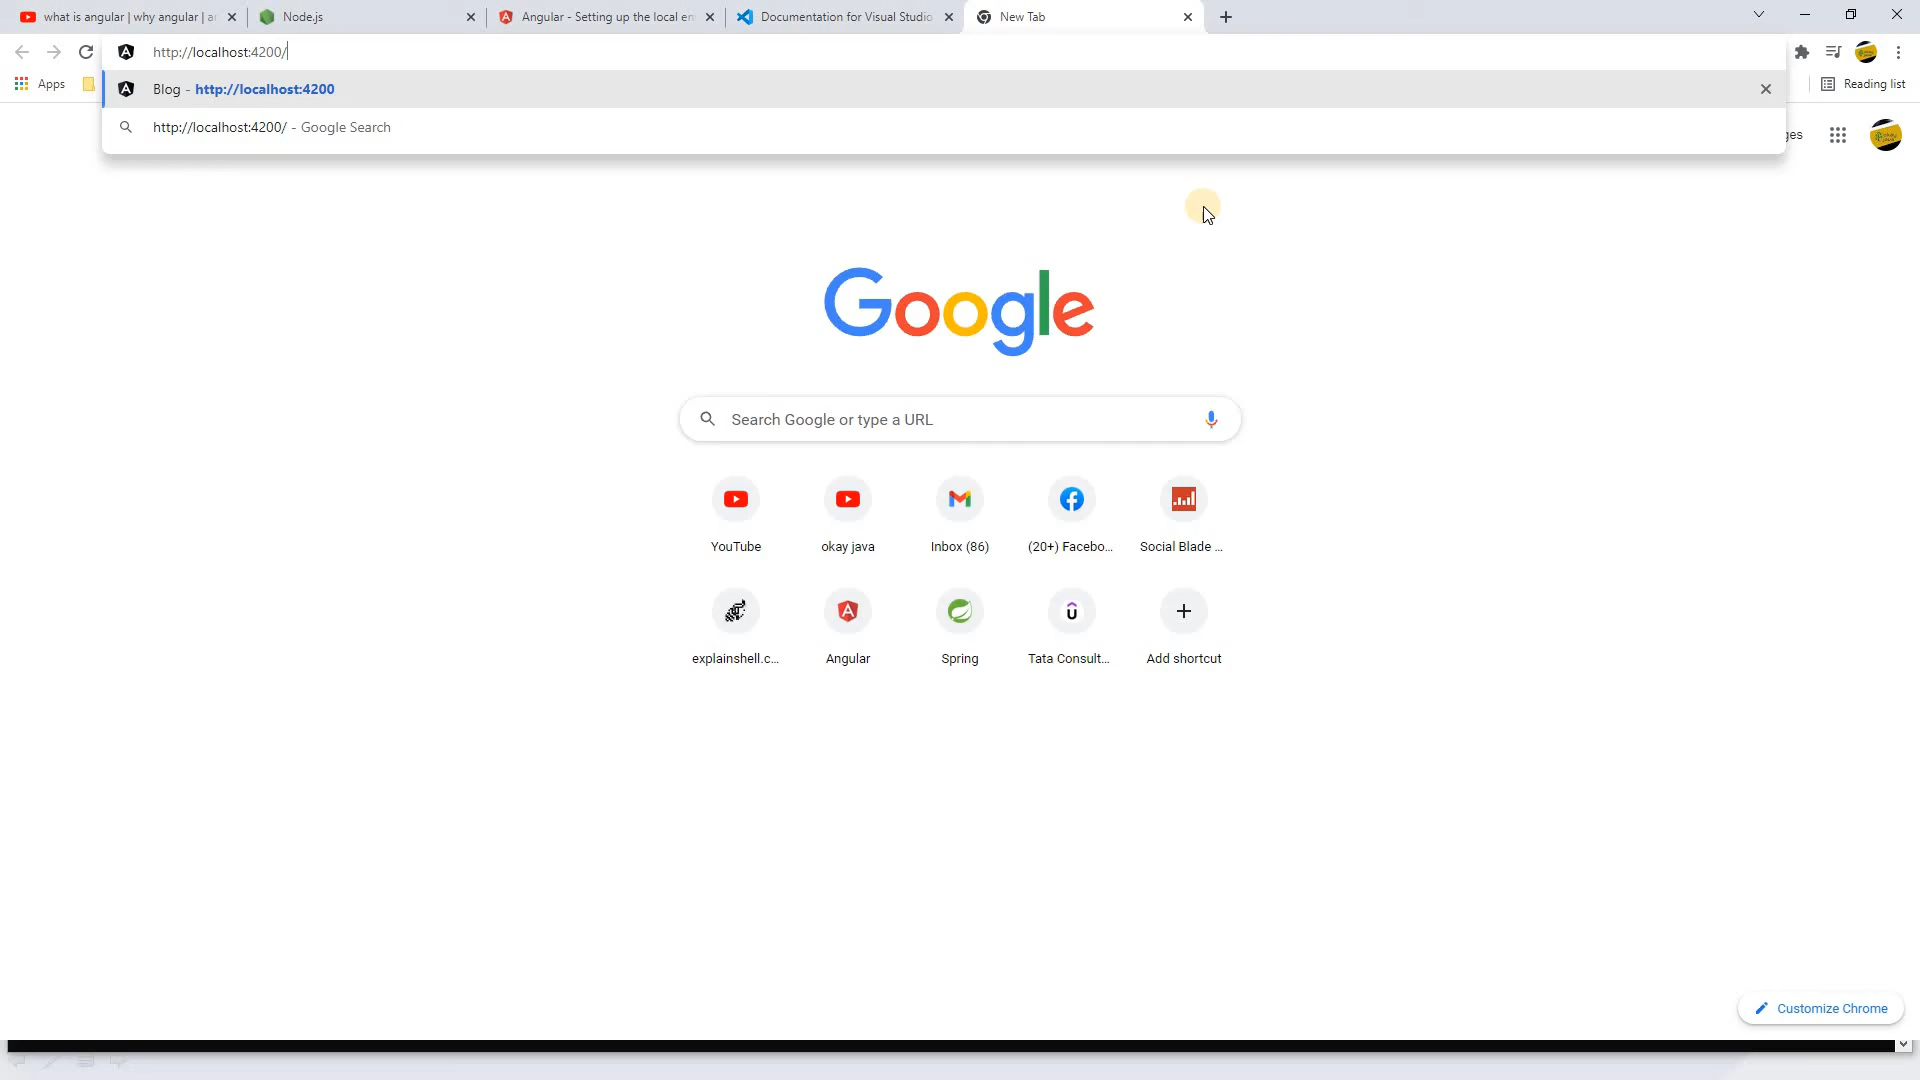 what is angular | why angular | a
Node.js
Angular - Setting up the local en
Documentation for Visual Studio
New Tab
http://localhost:4200/
Apps
Blog - http://localhost:4200
Reading list
http://localhost:4200/ - Google Search
ges
Google
Search Google or type a URL
YouTube
okay java
Inbox (86)
(20+) Facebo...
Social Blade ...
explainshell.c...
Angular
Spring
Tata Consult...
Add shortcut
Customize Chrome